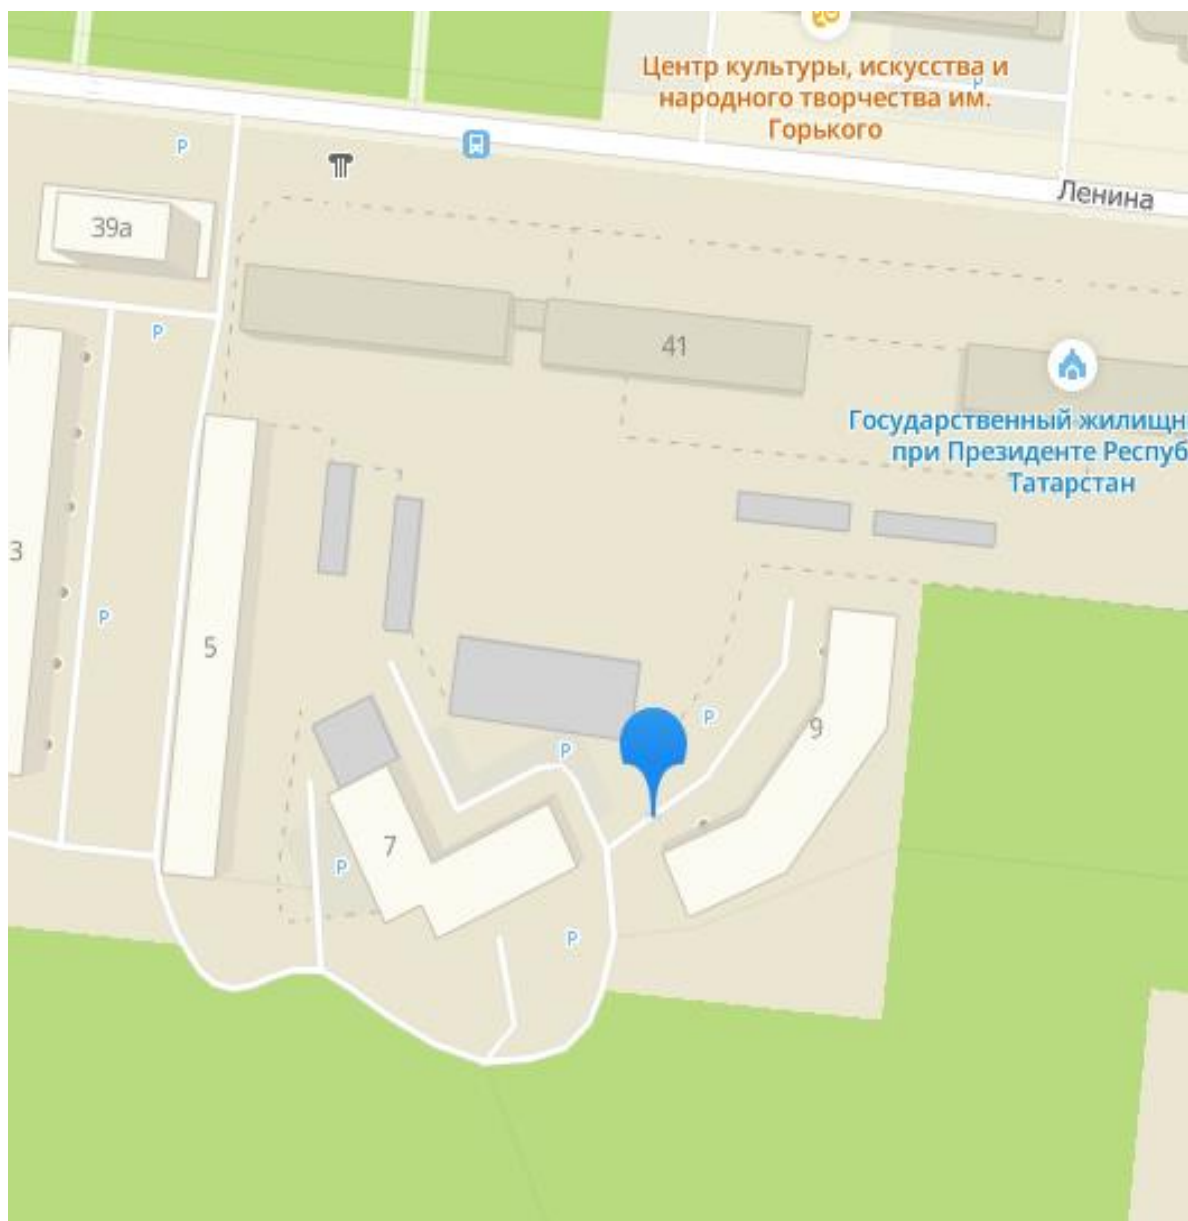 Центр культуры, искусства и
народного творчества им.
Горького
P
P
Ленина
39а
P
41
Государственный жилищн
при Президенте Респуб
Татарстан
3
P
5
P
9
P
7
P
P